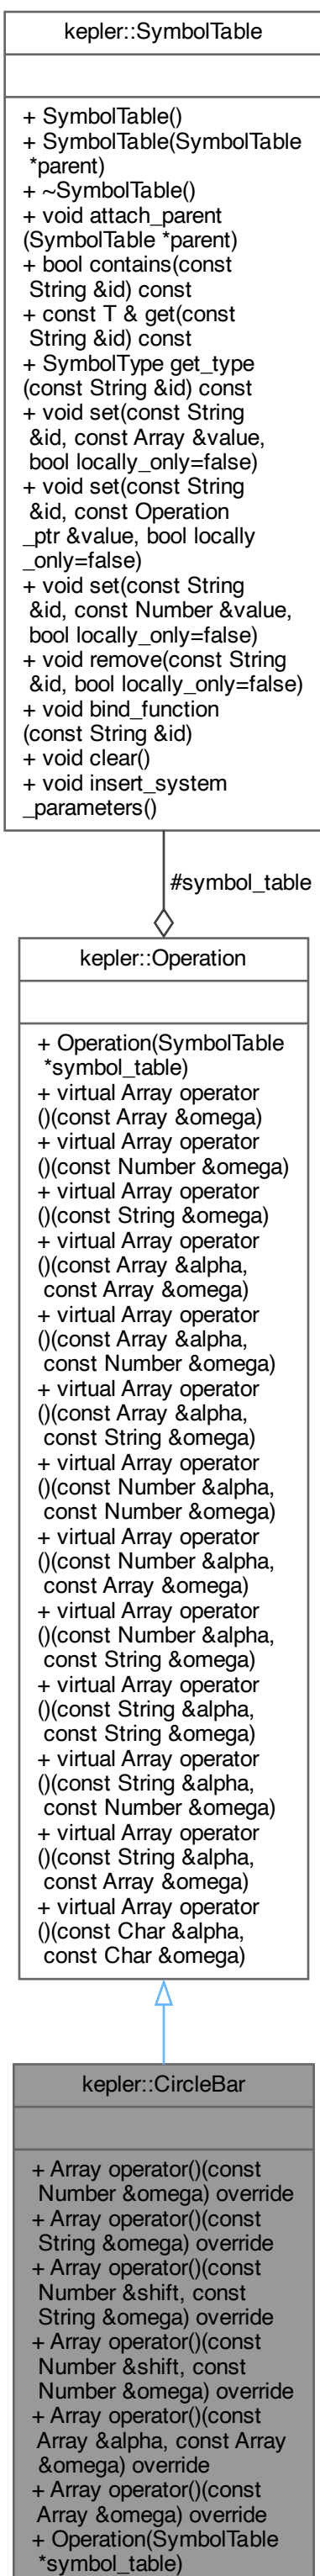 kepler::SymbolTable
+ SymbolTable()
+ SymbolTable(SymbolTable
*parent)
+ ~SymbolTable()
+ void attach_parent
(SymbolTable *parent)
+ bool contains(const
String &id) const
+ const T & get(const
String &id) const
+ SymbolType get_type
(const String &id) const
+ void set(const String
&id, const Array &value,
bool locally_only=false)
+ void set(const String
&id, const Operation
_ptr &value, bool locally
_only=false)
+ void set(const String
&id, const Number &value,
bool locally_only=false)
+ void remove(const String
&id, bool locally_only=false)
+ void bind_function
(const String &id)
+ void clear()
+ void insert_system
_parameters()
#symbol_table
kepler::Operation
+ Operation(SymbolTable
*symbol_table)
+ virtual Array operator
()(const Array &omega)
+ virtual Array operator
()(const Number &omega)
+ virtual Array operator
()(const String &omega)
+ virtual Array operator
()(const Array &alpha,
const Array &omega)
+ virtual Array operator
()(const Array &alpha,
const Number &omega)
+ virtual Array operator
()(const Array &alpha,
const String &omega)
+ virtual Array operator
()(const Number &alpha,
const Number &omega)
+ virtual Array operator
()(const Number &alpha,
const Array &omega)
+ virtual Array operator
()(const Number &alpha,
const String &omega)
+ virtual Array operator
()(const String &alpha,
const String &omega)
+ virtual Array operator
()(const String &alpha,
const Number &omega)
+ virtual Array operator
()(const String &alpha,
const Array &omega)
+ virtual Array operator
()(const Char &alpha,
const Char &omega)
kepler::CircleBar
+ Array operator()(const
Number &omega) override
+ Array operator()(const
String &omega) override
+ Array operator()(const
Number &shift, const
String &omega) override
+ Array operator()(const
Number &shift, const
Number &omega) override
+ Array operator()(const
Array &alpha, const Array
&omega) override
+ Array operator()(const
Array &omega) override
+ Operation(SymbolTable
*symbol_table)